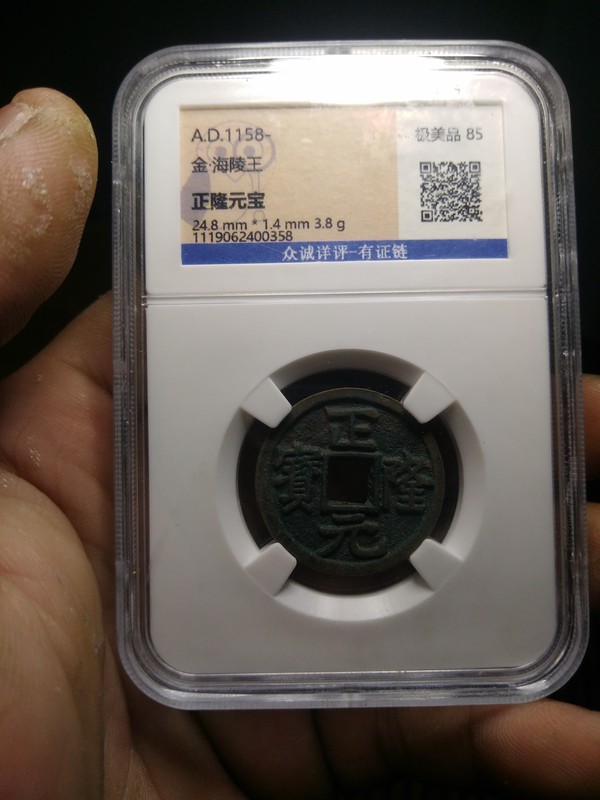 A.D.1158-
极美品 85
金·海陵王
正隆元宝
24.8 mm * 1.4 mm 3.8 g
1119062400358
众诚详评-有证链
正
隆
元
寶